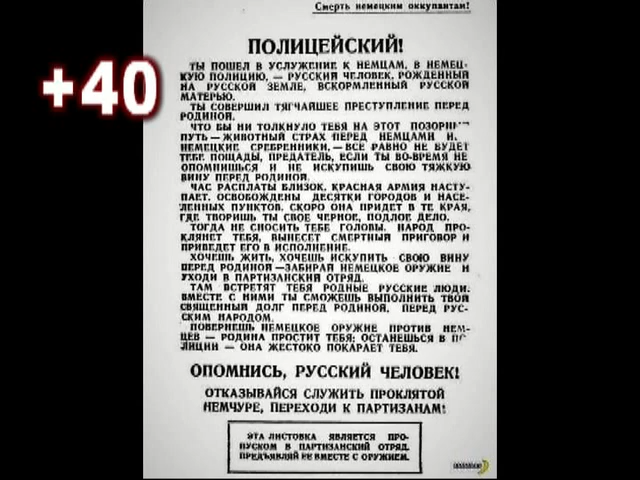 Смерть немецким оккупантам!
ПОЛИЦЕЙСКИЙ!
+40
ТЫ ПОШЕЛ В УСЛУЖЕНИЕ К НЕМЦАМ, В НЕМЕЦ-
КУЮ ПОЛИЦИЮ, — РУССКИЙ ЧЕЛОВЕК, РОЖДЕННЫЙ
НА РУССКОЙ ЗЕМЛЕ, ВСКОРМЛЕННЫЙ РУССКОЙ
МАТЕРЬЮ.
ТЫ СОВЕРШИЛ ТЯГЧАЙШЕЕ ПРЕСТУПЛЕНИЕ ПЕРЕД
РОДИНОЙ.
ЧТО БЫ НИ ТОЛКНУЛО ТЕБЯ НА ЭТОТ
ПУТЬ — ЖИВОТНЫЙ СТРАХ ПЕРЕД НЕМЦАМИ И
НЕМЕЦКИЕ СРЕБРЕННИКИ, — ВСЕ РАВНО НЕ БУДЕТ
ТЕБЕ ПОЩАДЫ, ПРЕДАТЕЛЬ, ЕСЛИ ТЫ ВО-ВРЕМЯ НЕ
ОПОМНИШЬСЯ И НЕ ИСКУПИШЬ СВОЮ ТЯЖКУЮ
ВИНУ ПЕРЕД РОДИНОЙ.
ЧАС РАСПЛАТЫ БЛИЗОК. КРАСНАЯ АРМИЯ НАСТУ-
ПАЕТ. ОСВОБОЖДЕНЫ ДЕСЯТКИ ГОРОДОВ И НАСЕ-
ЛЕННЫХ ПУНКТОВ. СКОРО ОНА ПРИДЕТ В ТЕ КРАЯ,
ГДЕ ТВОРИШЬ ТЫ СВОЕ ЧЕРНОЕ, ПОДЛОЕ ДЕЛО.
ТОГДА НЕ СНОСИТЬ ТЕБЕ ГОЛОВЫ. НАРОД ПРО-
КЛЯНЕТ ТЕБЯ, ВЫНЕСЕТ СМЕРТНЫЙ ПРИГОВОР И
ПРИВЕДЕТ ЕГО В ИСПОЛНЕНИЕ.
ХОЧЕШЬ ЖИТЬ, ХОЧЕШЬ ИСКУПИТЬ СВОЮ ВИНУ
ПЕРЕД РОДИНОЙ — ЗАБИРАЙ НЕМЕЦКОЕ ОРУЖИЕ И
УХОДИ В ПАРТИЗАНСКИЙ ОТРЯД.
ТАМ ВСТРЕТЯТ ТЕБЯ РОДНЫЕ РУССКИЕ ЛЮДИ.
ВМЕСТЕ С НИМИ ТЫ СМОЖЕШЬ ВЫПОЛНИТЬ ТВОЙ
СВЯЩЕННЫЙ ДОЛГ ПЕРЕД РОДИНОЙ, ПЕРЕД РУС-
СКИМ НАРОДОМ.
ПОВЕРНЕШЬ НЕМЕЦКОЕ ОРУЖИЕ ПРОТИВ НЕМ-
ЦЕВ — РОДИНА ПРОСТИТ ТЕБЯ; ОСТАНЕШЬСЯ В ПО
ЛИЦИИ — ОНА ЖЕСТОКО ПОКАРАЕТ ТЕБЯ.
ОПОМНИСЬ, РУССКИЙ ЧЕЛОВЕК!
ОТКАЗЫВАЙСЯ СЛУЖИТЬ ПРОКЛЯТОЙ
НЕМЧУРЕ, ПЕРЕХОДИ К ПАРТИЗАНАМ!
ЭТА ЛИСТОВКА ЯВЛЯЕТСЯ ПРО-
ПУСКОМ В ПАРТИЗАНСКИЙ ОТРЯД.
ПРЕДЪЯВЛЯЙ ЕЕ ВМЕСТЕ С ОРУЖИЕМ.